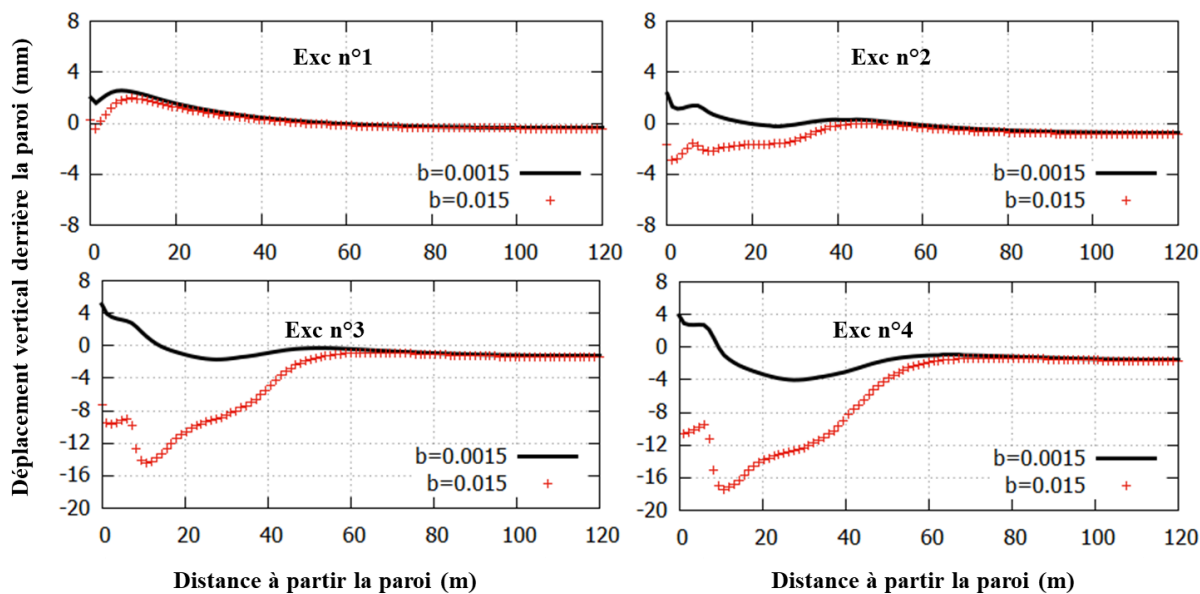 Déplacement vertical derrière la paroi (mm)
8
4
0
-4
-8
Exc n°1
b=0.0015
b=0.015
0 20 40 60 80 100 120
8
4
0
-4
-8
Exc n°2
b=0.0015
b=0.015
0 20 40 60 80 100 120
8
4
0
-4
-8
-12
-16
-20
Exc n°3
b=0.0015
b=0.015
0 20 40 60 80 100 120
8
4
0
-4
-8
-12
-16
-20
Exc n°4
b=0.0015
b=0.015
0 20 40 60 80 100 120
Distance à partir la paroi (m)
Distance à partir la paroi (m)